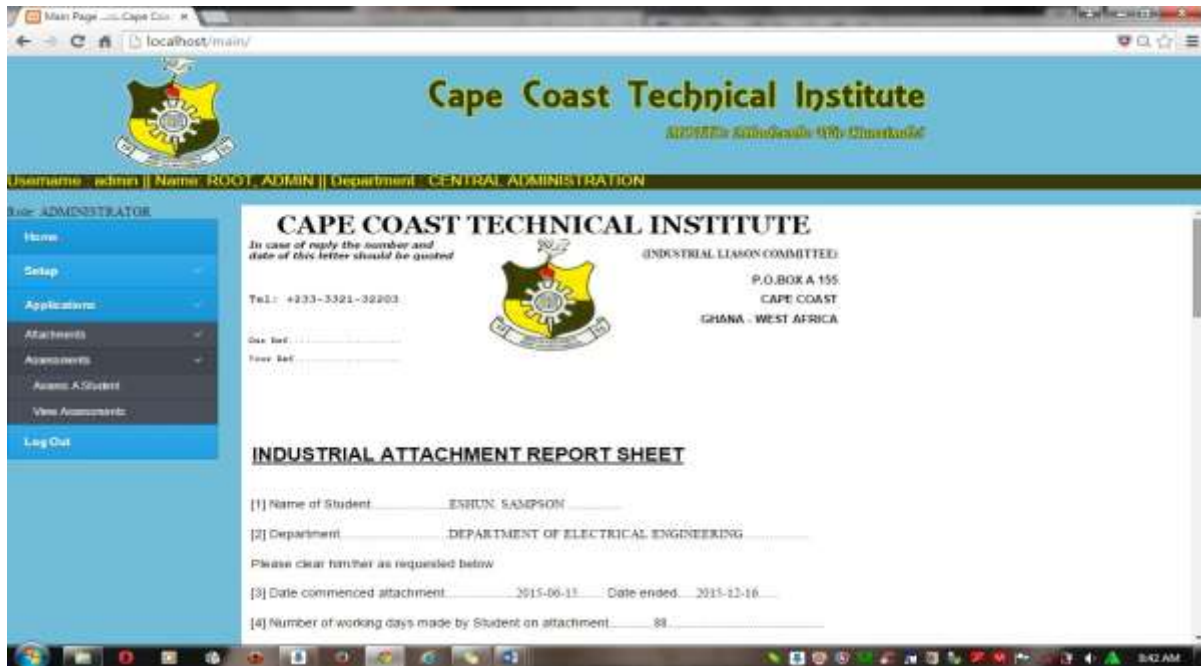 Main Page
localhost/main/
Cape Coast Technical Institute
Username : admin || Name: ROOT, ADMIN || Department : CENTRAL ADMINISTRATION
Role: ADMINISTRATOR
Home
Setup
Applications
Attachments
Assessments
Assess A Student
View Assessments
Log Out
CAPE COAST TECHNICAL INSTITUTE
In case of reply the number and
date of this letter should be quoted
(INDUSTRIAL LIASON COMMITTEE)
P.O.BOX A 155
Tel: +233-3321-32203
CAPE COAST
GHANA - WEST AFRICA
Our Ref
Your Ref
INDUSTRIAL ATTACHMENT REPORT SHEET
[1] Name of Student ESHUN, SAMPSON
[2] Department DEPARTMENT OF ELECTRICAL ENGINEERING
Please clear him/her as requested below
[3] Date commenced attachment 2015-06-15 Date ended 2015-12-16
[4] Number of working days made by Student on attachment 88
8:42 AM